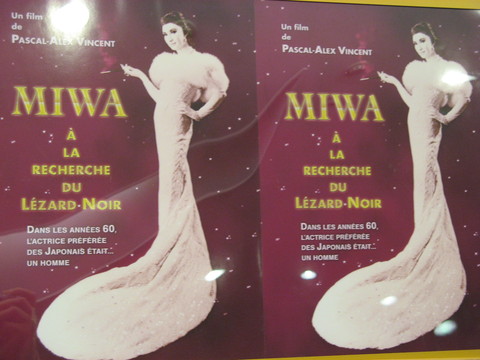 Un film
de
Pascal-Alex Vincent
MIWA
À
LA
RECHERCHE
DU
LÉZARD-NOIR
Dans les années 60,
l'actrice préférée
des Japonais était...
un homme
Un film
de
Pascal-Alex Vincent
MIWA
À
LA
RECHERCHE
DU
LÉZARD-NOIR
Dans les années 60,
l'actrice préférée
des Japonais était...
un homme